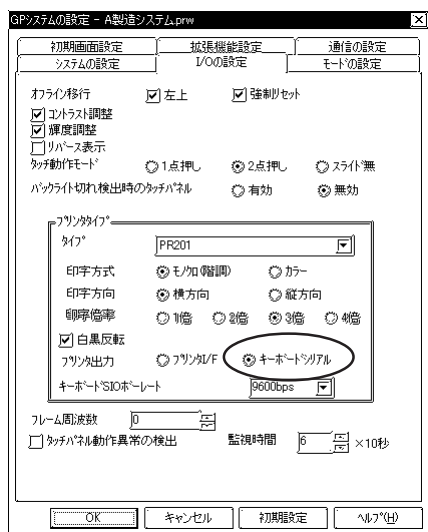 GPシステムの設定 - A製造システム.prw
初期画面設定 拡張機能設定 通信の設定
システムの設定 I/Oの設定 モードの設定
オフライン移行 左上 強制リセット
コントラスト調整
輝度調整
リバース表示
タッチ動作モード 1点押し 2点押し スライド無
バックライト切れ検出時のタッチパネル 有効 無効
プリンタタイプ
タイプ PR201
印字方式 モノクロ(階調) カラー
印字方向 横方向 縦方向
印字倍率 1倍 2倍 3倍 4倍
白黒反転
プリンタ出力 プリンタI/F キーボードシリアル
キーボードSIOボーレート 9600bps
フレーム周波数 0
タッチパネル動作異常の検出 監視時間 6 ×10秒
OK キャンセル 初期設定 ヘルプ(H)